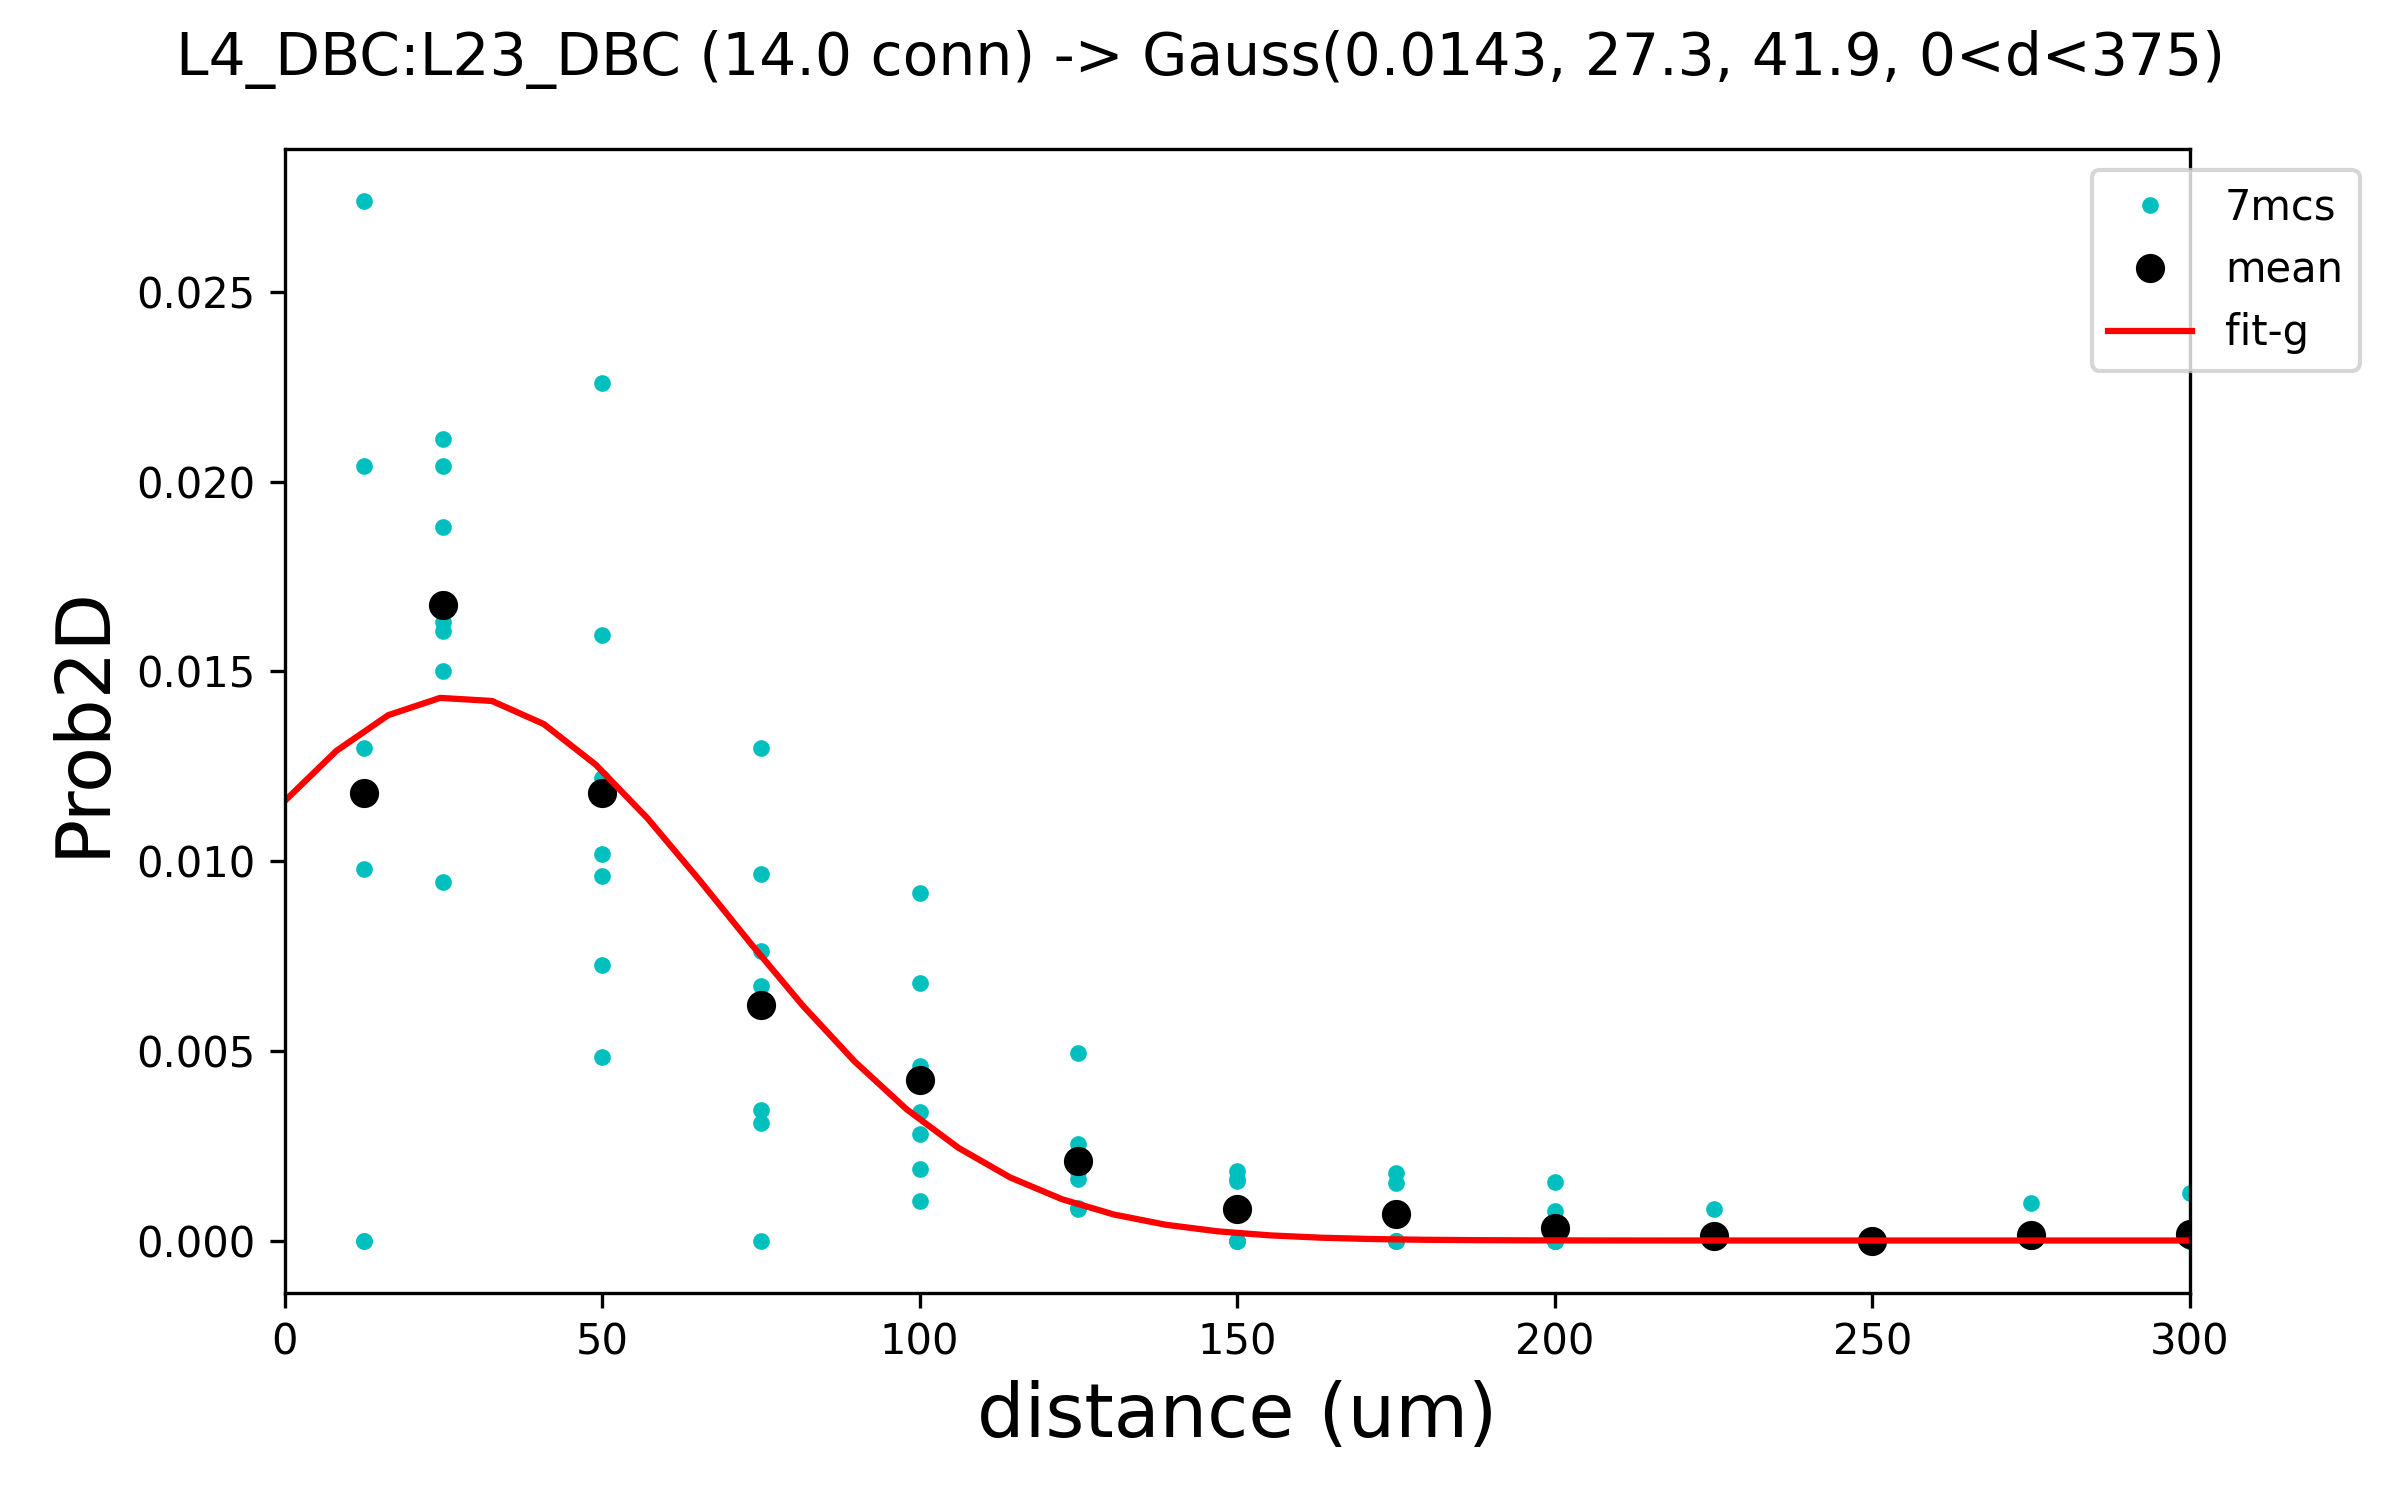 L4_DBC:L23_DBC (14.0 conn) -> Gauss(0.0143, 27.3, 41.9, 0<d<375)
7mcs
mean
fit-g
Prob2D
0.025
0.020
0.015
0.010
0.005
0.000
0 50 100 150 200 250 300
distance (um)